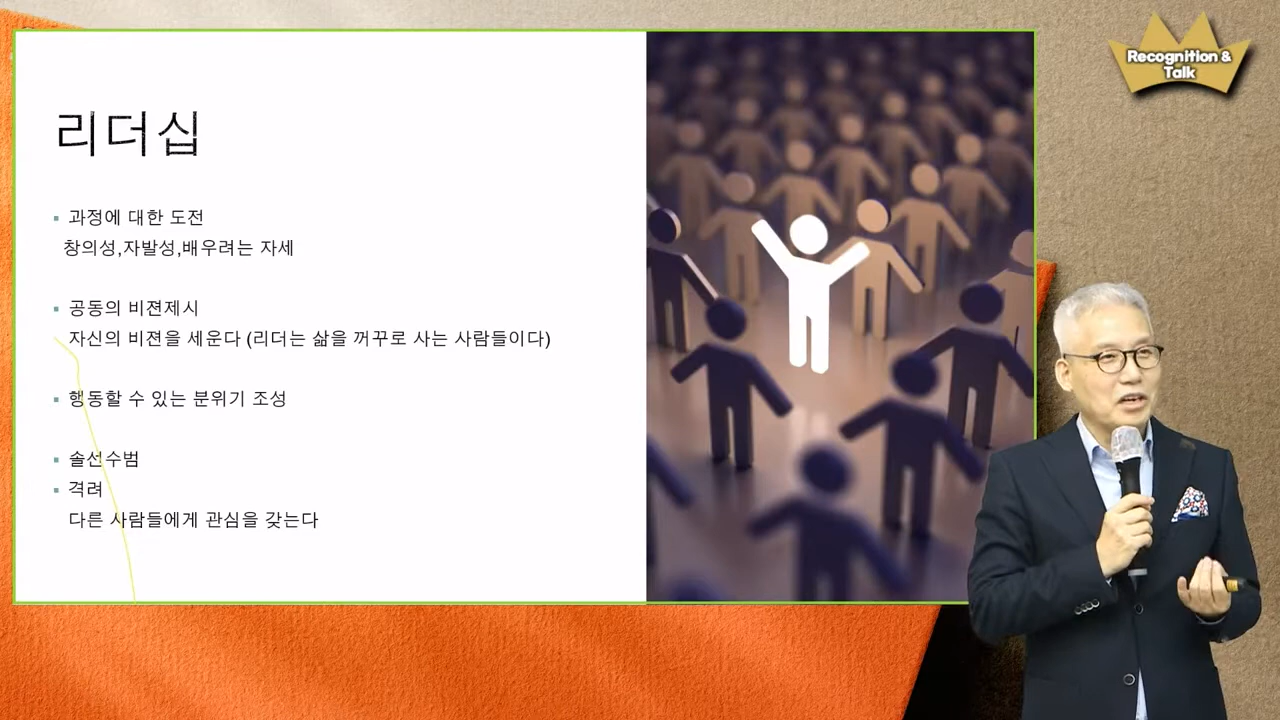 리더십
▪ 과정에 대한 도전
창의성,자발성,배우려는 자세
▪ 공동의 비젼제시
자신의 비젼을 세운다 (리더는 삶을 꺼꾸로 사는 사람들이다)
▪ 행동할 수 있는 분위기 조성
▪ 솔선수범
▪ 격려
다른 사람들에게 관심을 갖는다
Recognition &
Talk